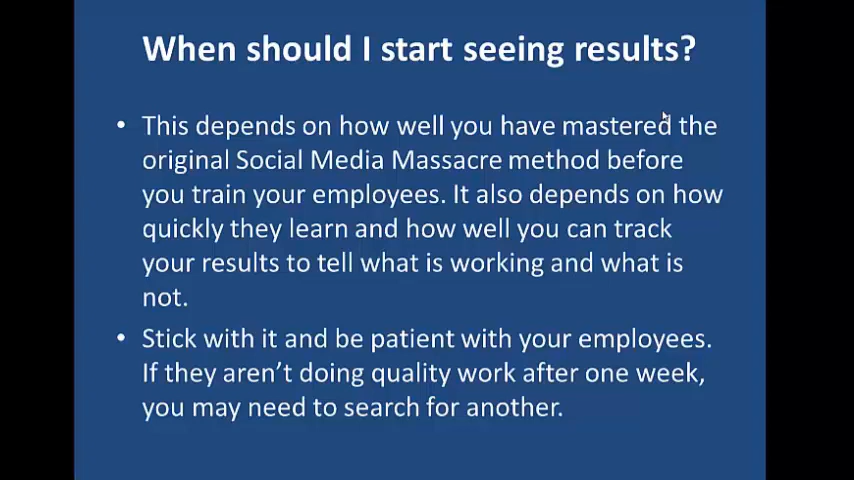 When should I start seeing results?
• This depends on how well you have mastered the
original Social Media Massacre method before
you train your employees. It also depends on how
quickly they learn and how well you can track
your results to tell what is working and what is
not.
• Stick with it and be patient with your employees.
If they aren’t doing quality work after one week,
you may need to search for another.